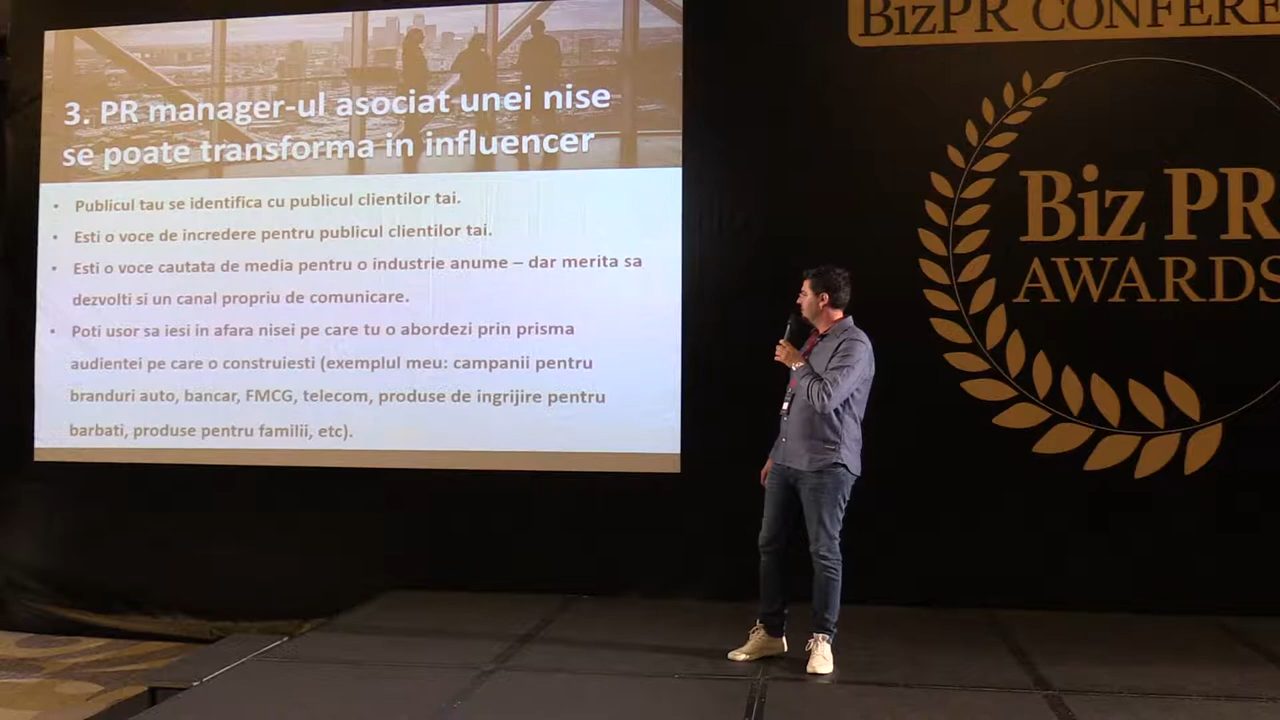 3. PR manager-ul asociat unei nise
se poate transforma in influencer
• Publicul tau se identifica cu publicul clientilor tai.
• Esti o voce de incredere pentru publicul clientilor tai.
• Esti o voce cautata de media pentru o industrie anume – dar merita sa
dezvolti si un canal propriu de comunicare.
• Poti usor sa iesi in afara nisei pe care tu o abordezi prin prisma
audientei pe care o construiesti (exemplul meu: campanii pentru
branduri auto, bancar, FMCG, telecom, produse de ingrijire pentru
barbati, produse pentru familii, etc).
BizPR CONFERE
Biz PR
AWARDS